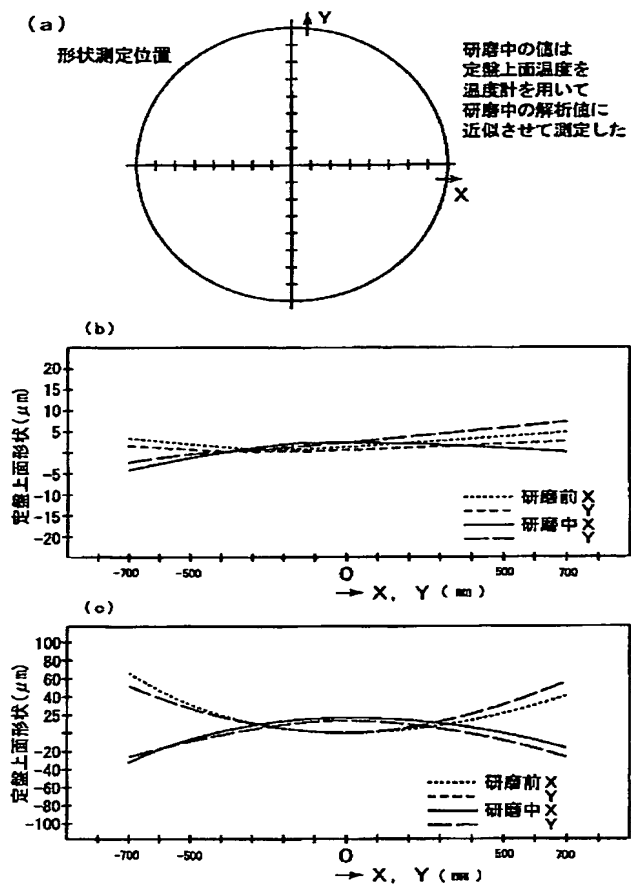 (a)
Y
形状測定位置
研磨中の値は
定盤上面温度を
温度計を用いて
研磨中の解析値に
近似させて測定した
X
(b)
定盤上面形状(μm)
20
15
10
5
-5
-10
-15
-20
研磨前 X
Y
研磨中 X
Y
-700
-500
0
500
700
→ X, Y (mm)
(c)
定盤上面形状(μm)
100
80
60
40
25
-20
-40
-60
-80
-100
研磨前 X
Y
研磨中 X
Y
-700
-500
0
500
700
→ X, Y (mm)